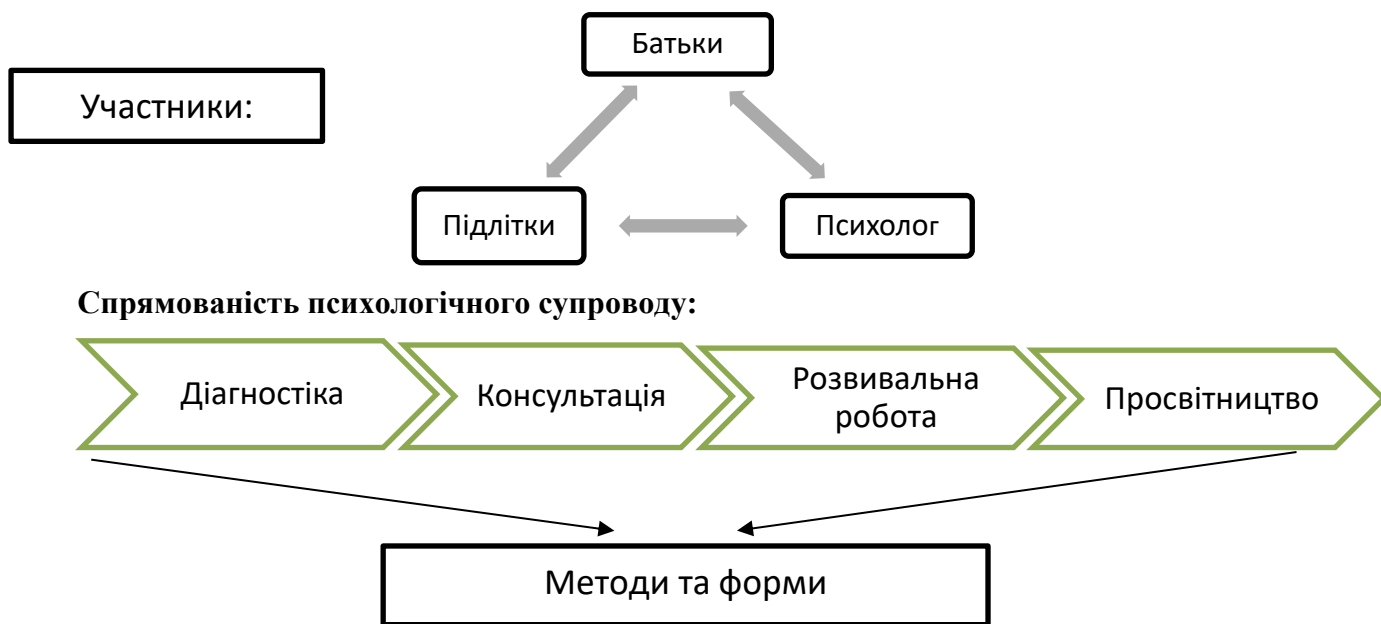 Батьки
Участники:
Підлітки
Психолог
Спрямованість психологічного супроводу:
Діагностіка
Консультація
Розвивальна
робота
Просвітництво
Методи та форми